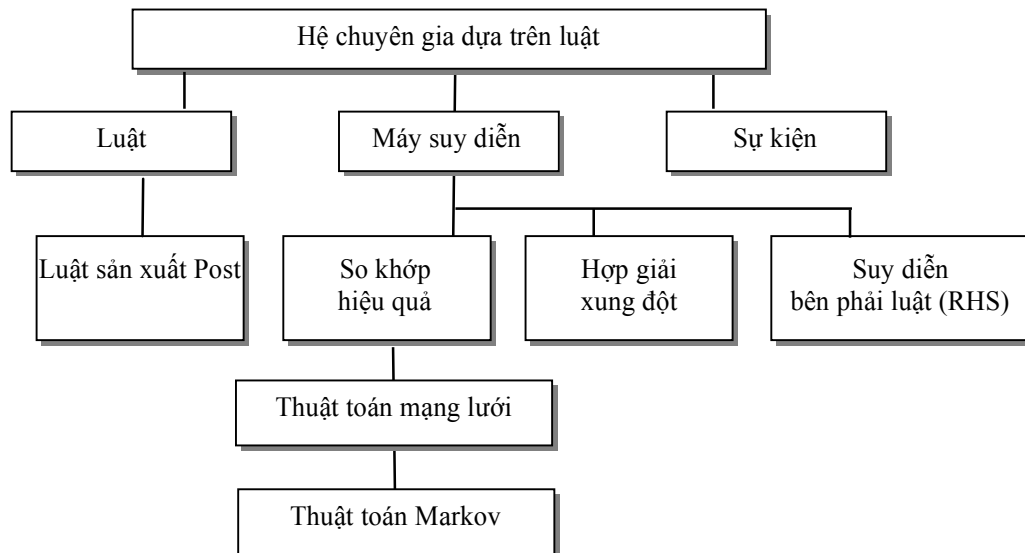 Hệ chuyên gia dựa trên luật
Luật
Máy suy diễn
Sự kiện
Luật sản xuất Post
So khớp
hiệu quả
Hợp giải
xung đột
Suy diễn
bên phải luật (RHS)
Thuật toán mạng lưới
Thuật toán Markov